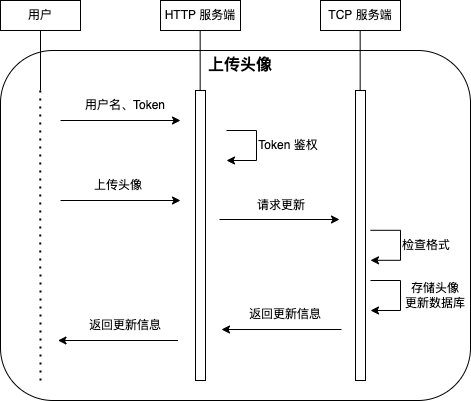 用户
HTTP 服务端
TCP 服务端
上传头像
用户名、Token
Token 鉴权
上传头像
请求更新
检查格式
存储头像
更新数据库
返回更新信息
返回更新信息